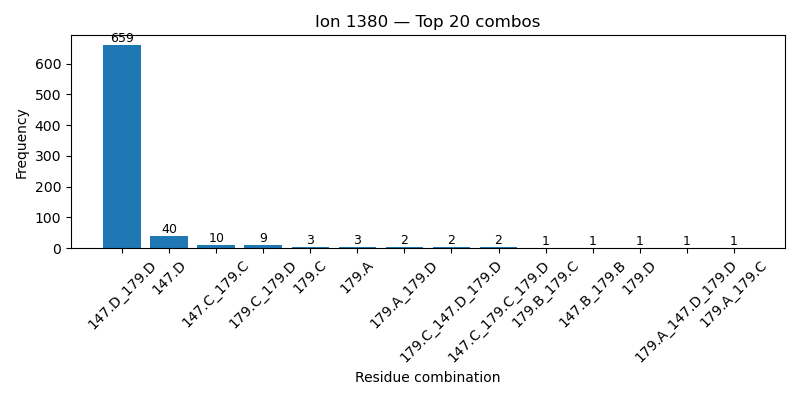 Ion 1380 — Top 20 combos
Frequency
600
500
400
300
200
100
0
659
40
10
9
3
3
2
2
2
1
1
1
1
1
147.D_179.D
147.D
147.C_179.C
179.C_179.D
179.C
179.A
179.A_179.D
179.C_147.D_179.D
147.C_179.C_179.D
179.B_179.C
147.B_179.B
179.D
179.A_147.D_179.D
179.A_179.C
Residue combination